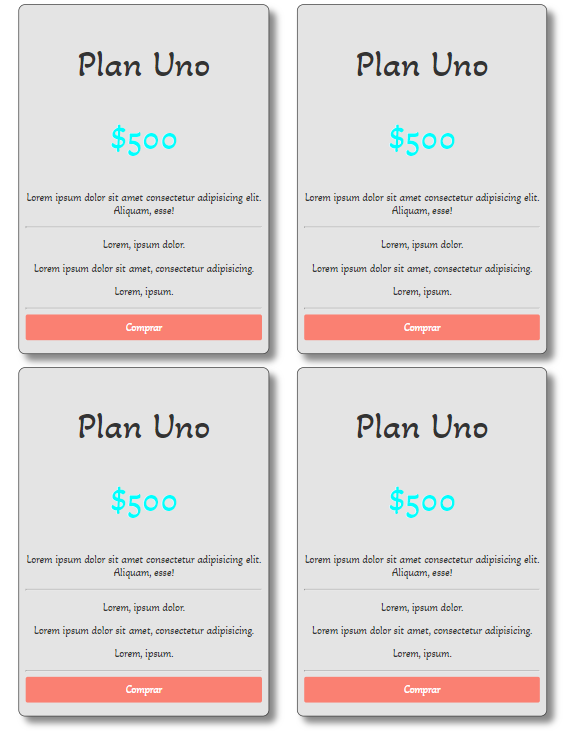 Plan Uno
$500
Lorem ipsum dolor sit amet consectetur adipisicing elit.
Aliquam, esse!
Lorem, ipsum dolor.
Lorem ipsum dolor sit amet, consectetur adipisicing.
Lorem, ipsum.
Comprar
Plan Uno
$500
Lorem ipsum dolor sit amet consectetur adipisicing elit.
Aliquam, esse!
Lorem, ipsum dolor.
Lorem ipsum dolor sit amet, consectetur adipisicing.
Lorem, ipsum.
Comprar
Plan Uno
$500
Lorem ipsum dolor sit amet consectetur adipisicing elit.
Aliquam, esse!
Lorem, ipsum dolor.
Lorem ipsum dolor sit amet, consectetur adipisicing.
Lorem, ipsum.
Comprar
Plan Uno
$500
Lorem ipsum dolor sit amet consectetur adipisicing elit.
Aliquam, esse!
Lorem, ipsum dolor.
Lorem ipsum dolor sit amet, consectetur adipisicing.
Lorem, ipsum.
Comprar